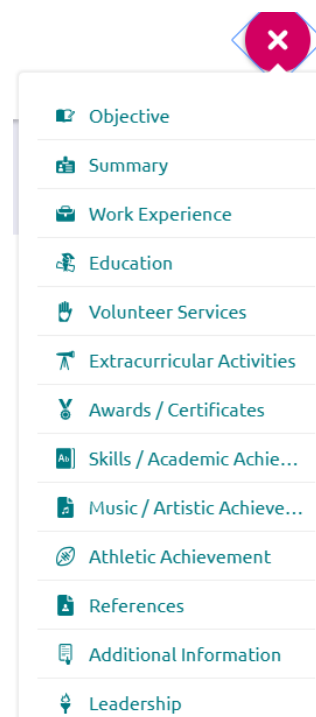 Objective
Summary
Work Experience
Education
Volunteer Services
Extracurricular Activities
Awards / Certificates
Skills / Academic Achie...
Music / Artistic Achieve...
Athletic Achievement
References
Additional Information
Leadership